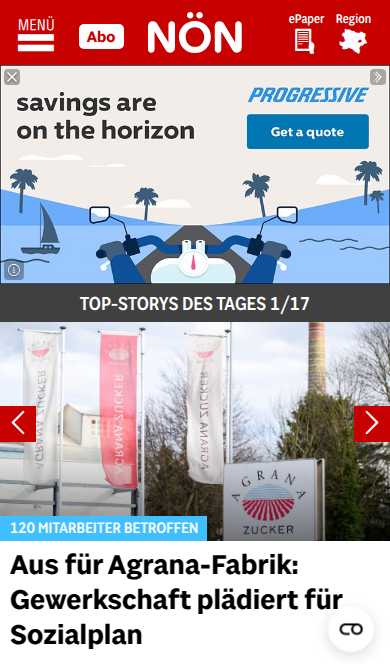 MENÜ
Abo
NÖN
ePaper
Region
savings are
on the horizon
PROGRESSIVE
Get a quote
TOP-STORYS DES TAGES 1/17
AGRANA ZUCKER
AGRANA ZUCKER
AGRANA ZUCKER
AGRANA
ZUCKER
120 MITARBEITER BETROFFEN
Aus für Agrana-Fabrik:
Gewerkschaft plädiert für
Sozialplan